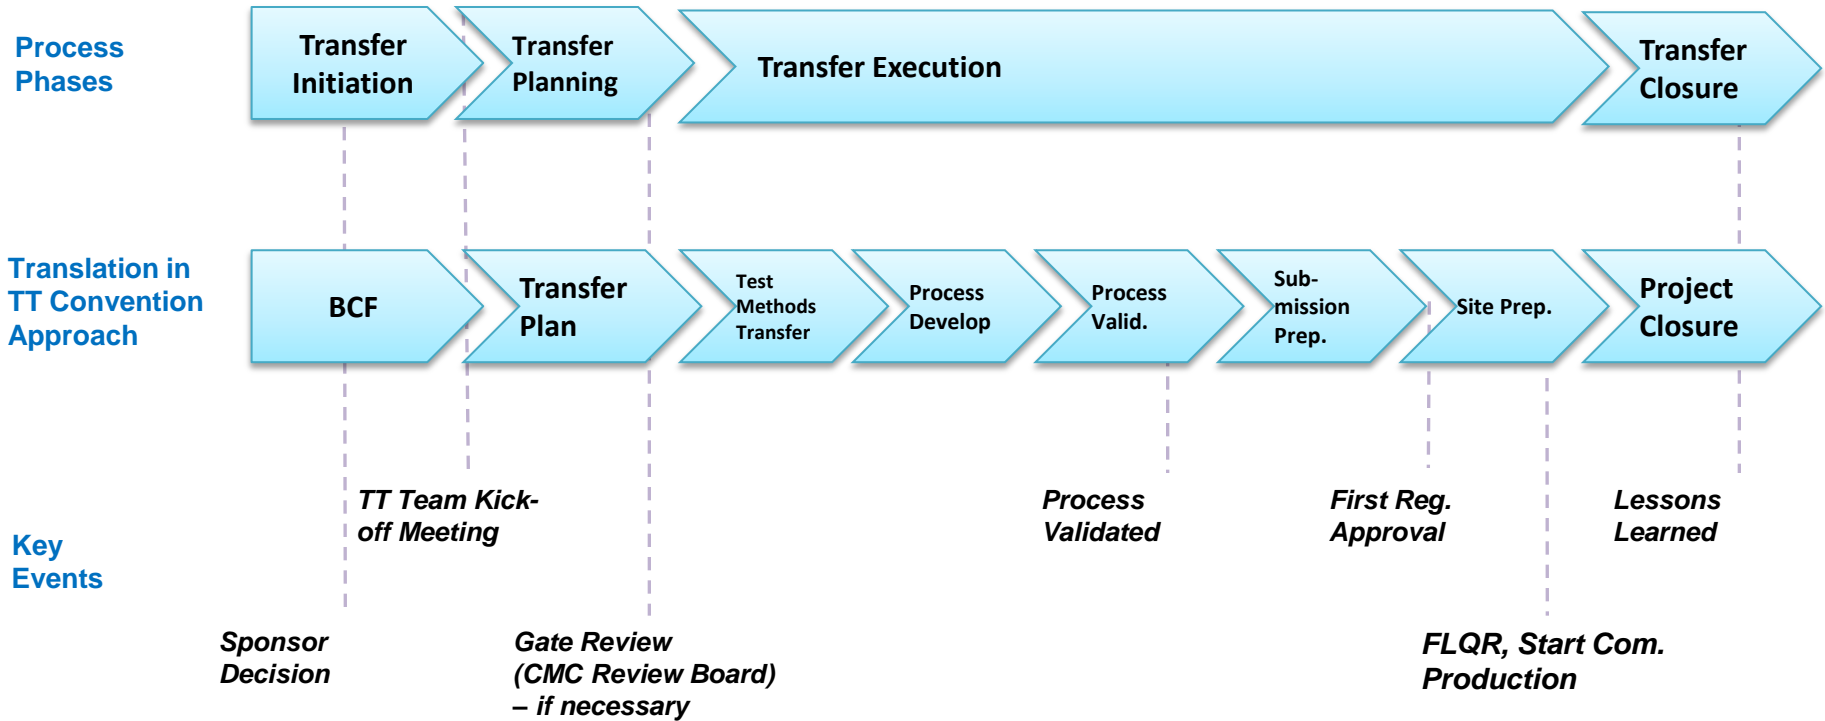 Process
Phases
Transfer
Initiation
Transfer
Planning
Transfer Execution
Transfer
Closure
Translation in
TT Convention
Approach
BCF
Transfer
Plan
Test
Methods
Transfer
Process
Develop
Process
Valid.
Sub-
mission
Prep.
Site Prep.
Project
Closure
Key
Events
TT Team Kick-
off Meeting
Process
Validated
First Reg.
Approval
Lessons
Learned
Sponsor
Decision
Gate Review
(CMC Review Board)
– if necessary
FLQR, Start Com.
Production